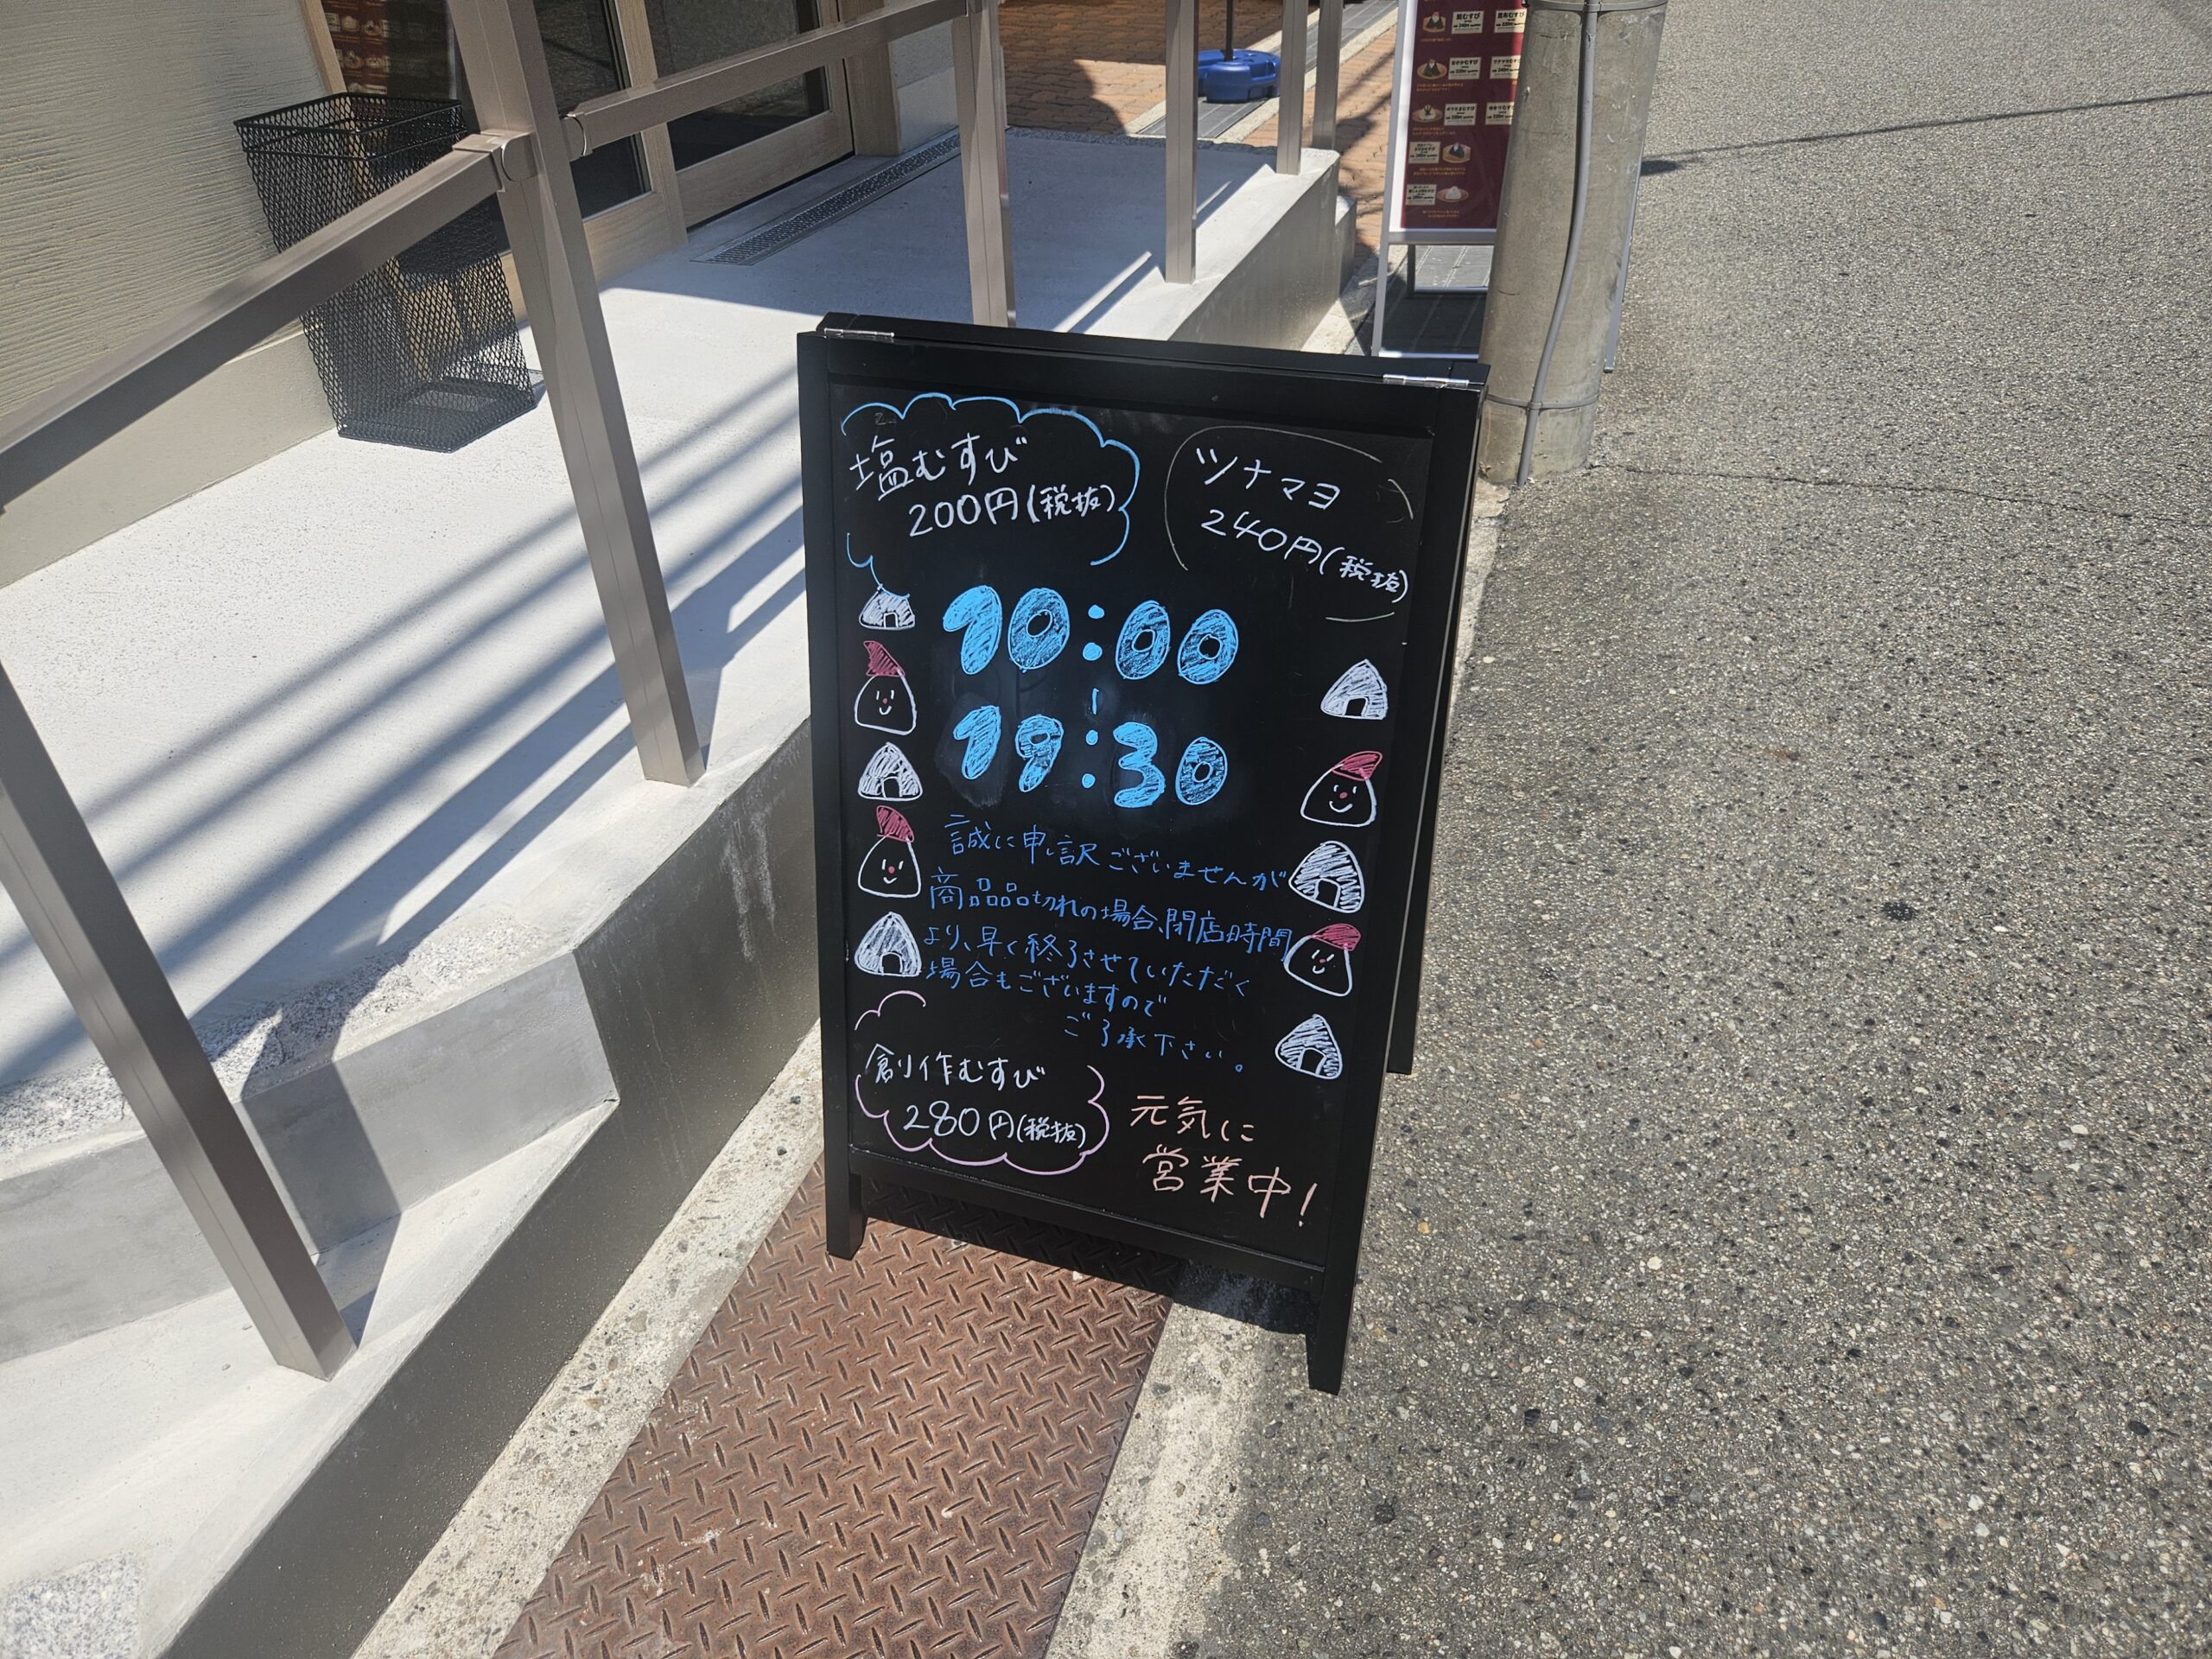 塩むすび
200円(税抜)
ツナマヨ
240円(税抜)
10:00
|
19:30
誠に申し訳ございませんが
商品品切れの場合、閉店時間
より、早く終了させていただく
場合もございますので
ご了承下さい。
創作むすび
280円(税抜)
元気に
営業中!